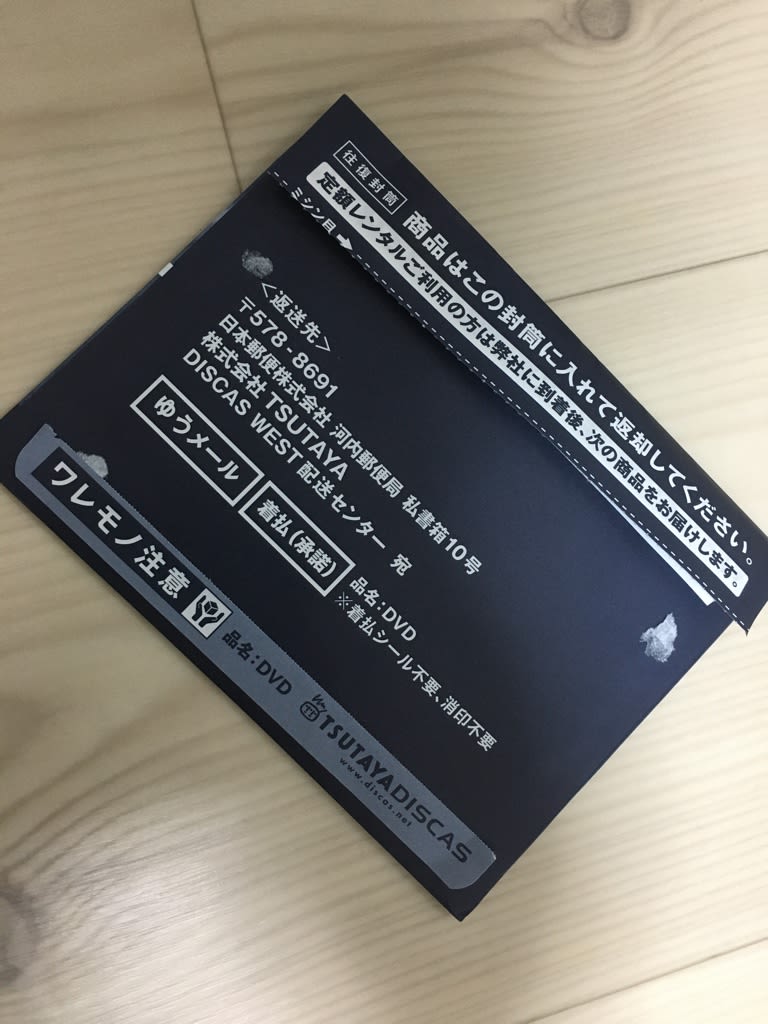 往復封筒
商品はこの封筒に入れて返却してください。
定額レンタルご利用の方は弊社に到着後、次の商品をお届けします。
ミシン目
＜返送先＞
〒578-8691
日本郵便株式会社 河内郵便局 私書箱10号
株式会社 TSUTAYA
DISCAS WEST 配送センター 宛
ゆうメール
着払(承諾)
品名：DVD
※着払シール不要、消印不要
ワレモノ注意
品名：DVD
TSUTAYA DISCAS
www.discas.net